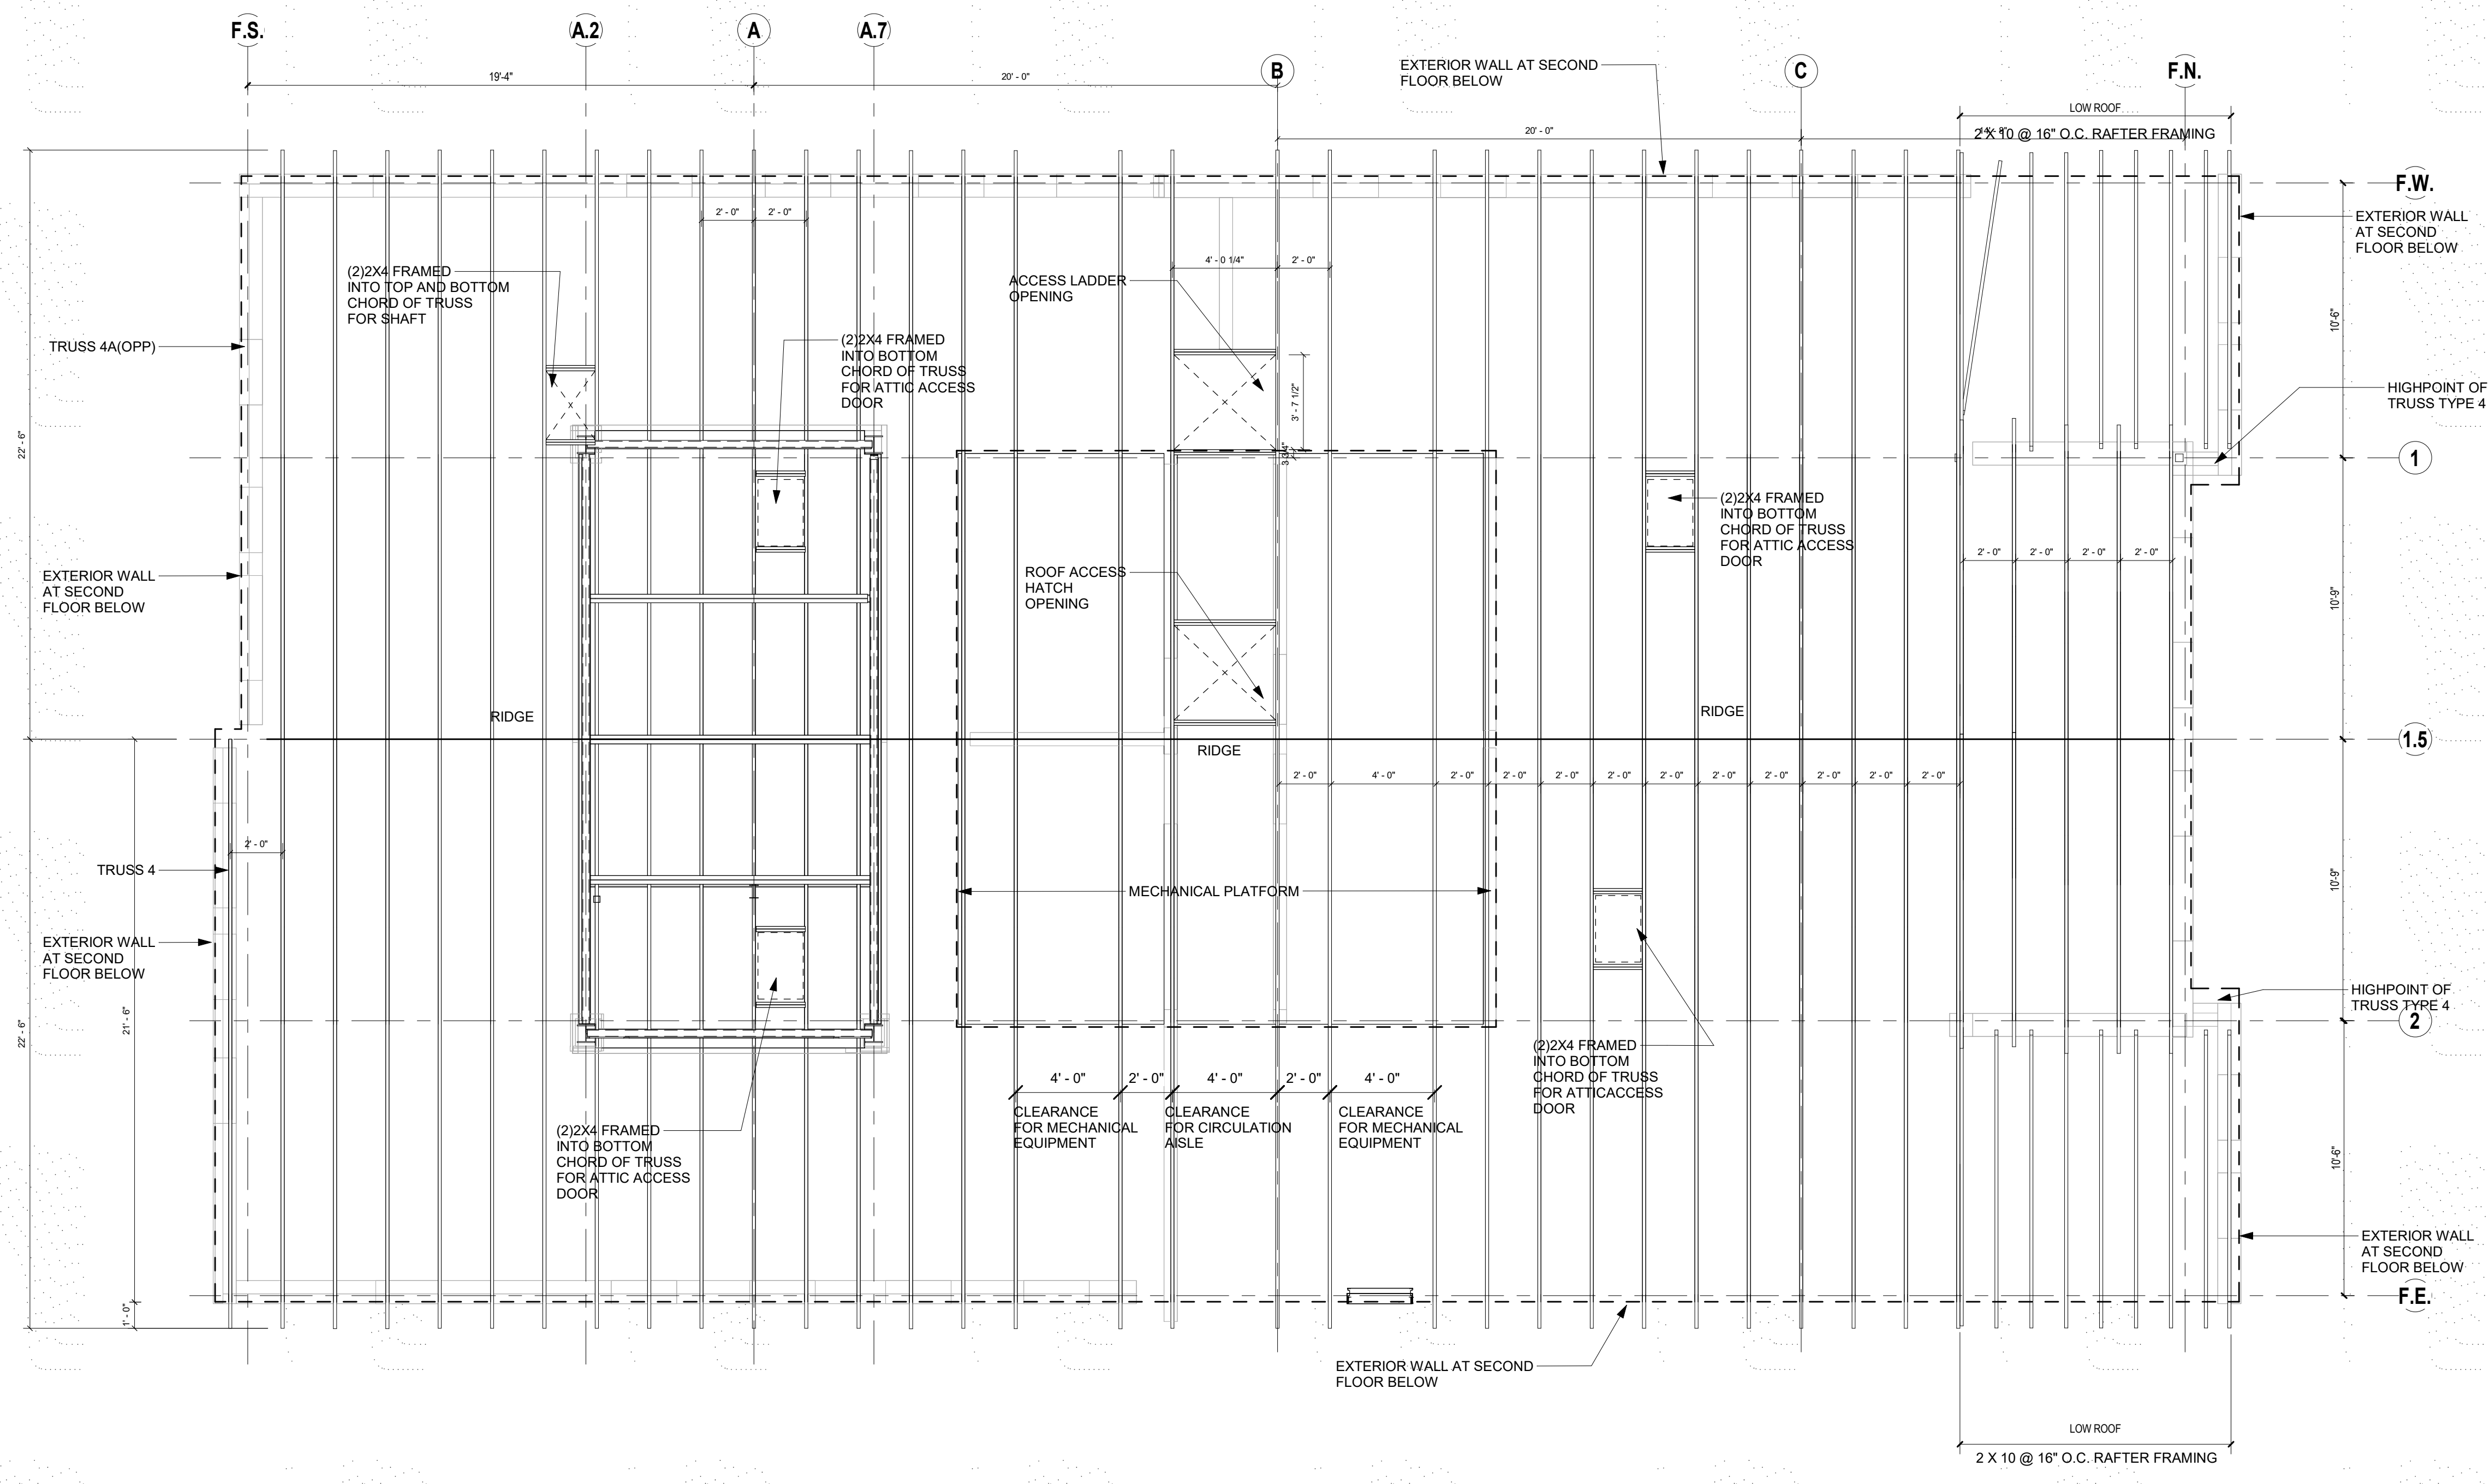 F.S.
A.2
A
A.7
B
C
F.N.
19'-4"
20' - 0"
EXTERIOR WALL AT SECOND
FLOOR BELOW
LOW ROOF
20' - 0"
2 X 10 @ 16" O.C. RAFTER FRAMING
F.W.
EXTERIOR WALL
AT SECOND
FLOOR BELOW
2' - 0"
2' - 0"
4' - 0 1/4"
2' - 0"
(2)2X4 FRAMED
INTO TOP AND BOTTOM
CHORD OF TRUSS
FOR SHAFT
ACCESS LADDER
OPENING
TRUSS 4A(OPP)
(2)2X4 FRAMED
INTO BOTTOM
CHORD OF TRUSS
FOR ATTIC ACCESS
DOOR
10'-6"
3' - 7 1/2"
HIGHPOINT OF
TRUSS TYPE 4
X
22' - 6"
3 3/4"
1
(2)2X4 FRAMED
INTO BOTTOM
CHORD OF TRUSS
FOR ATTIC ACCESS
DOOR
2' - 0"
2' - 0"
2' - 0"
2' - 0"
EXTERIOR WALL
AT SECOND
FLOOR BELOW
ROOF ACCESS
HATCH
OPENING
10'-9"
RIDGE
RIDGE
RIDGE
1.5
2' - 0"
4' - 0"
2' - 0"
2' - 0"
2' - 0"
2' - 0"
2' - 0"
2' - 0"
2' - 0"
2' - 0"
2' - 0"
2' - 0"
2' - 0"
TRUSS 4
MECHANICAL PLATFORM
10'-9"
EXTERIOR WALL
AT SECOND
FLOOR BELOW
HIGHPOINT OF
TRUSS TYPE 4
2
22' - 6"
21' - 6"
(2)2X4 FRAMED
INTO BOTTOM
CHORD OF TRUSS
FOR ATTICACCESS
DOOR
4' - 0"
2' - 0"
4' - 0"
2' - 0"
4' - 0"
CLEARANCE
FOR MECHANICAL
EQUIPMENT
CLEARANCE
FOR CIRCULATION
AISLE
CLEARANCE
FOR MECHANICAL
EQUIPMENT
(2)2X4 FRAMED
INTO BOTTOM
CHORD OF TRUSS
FOR ATTIC ACCESS
DOOR
10'-6"
EXTERIOR WALL
AT SECOND
FLOOR BELOW
F.E.
1' - 0"
EXTERIOR WALL AT SECOND
FLOOR BELOW
LOW ROOF
2 X 10 @ 16" O.C. RAFTER FRAMING